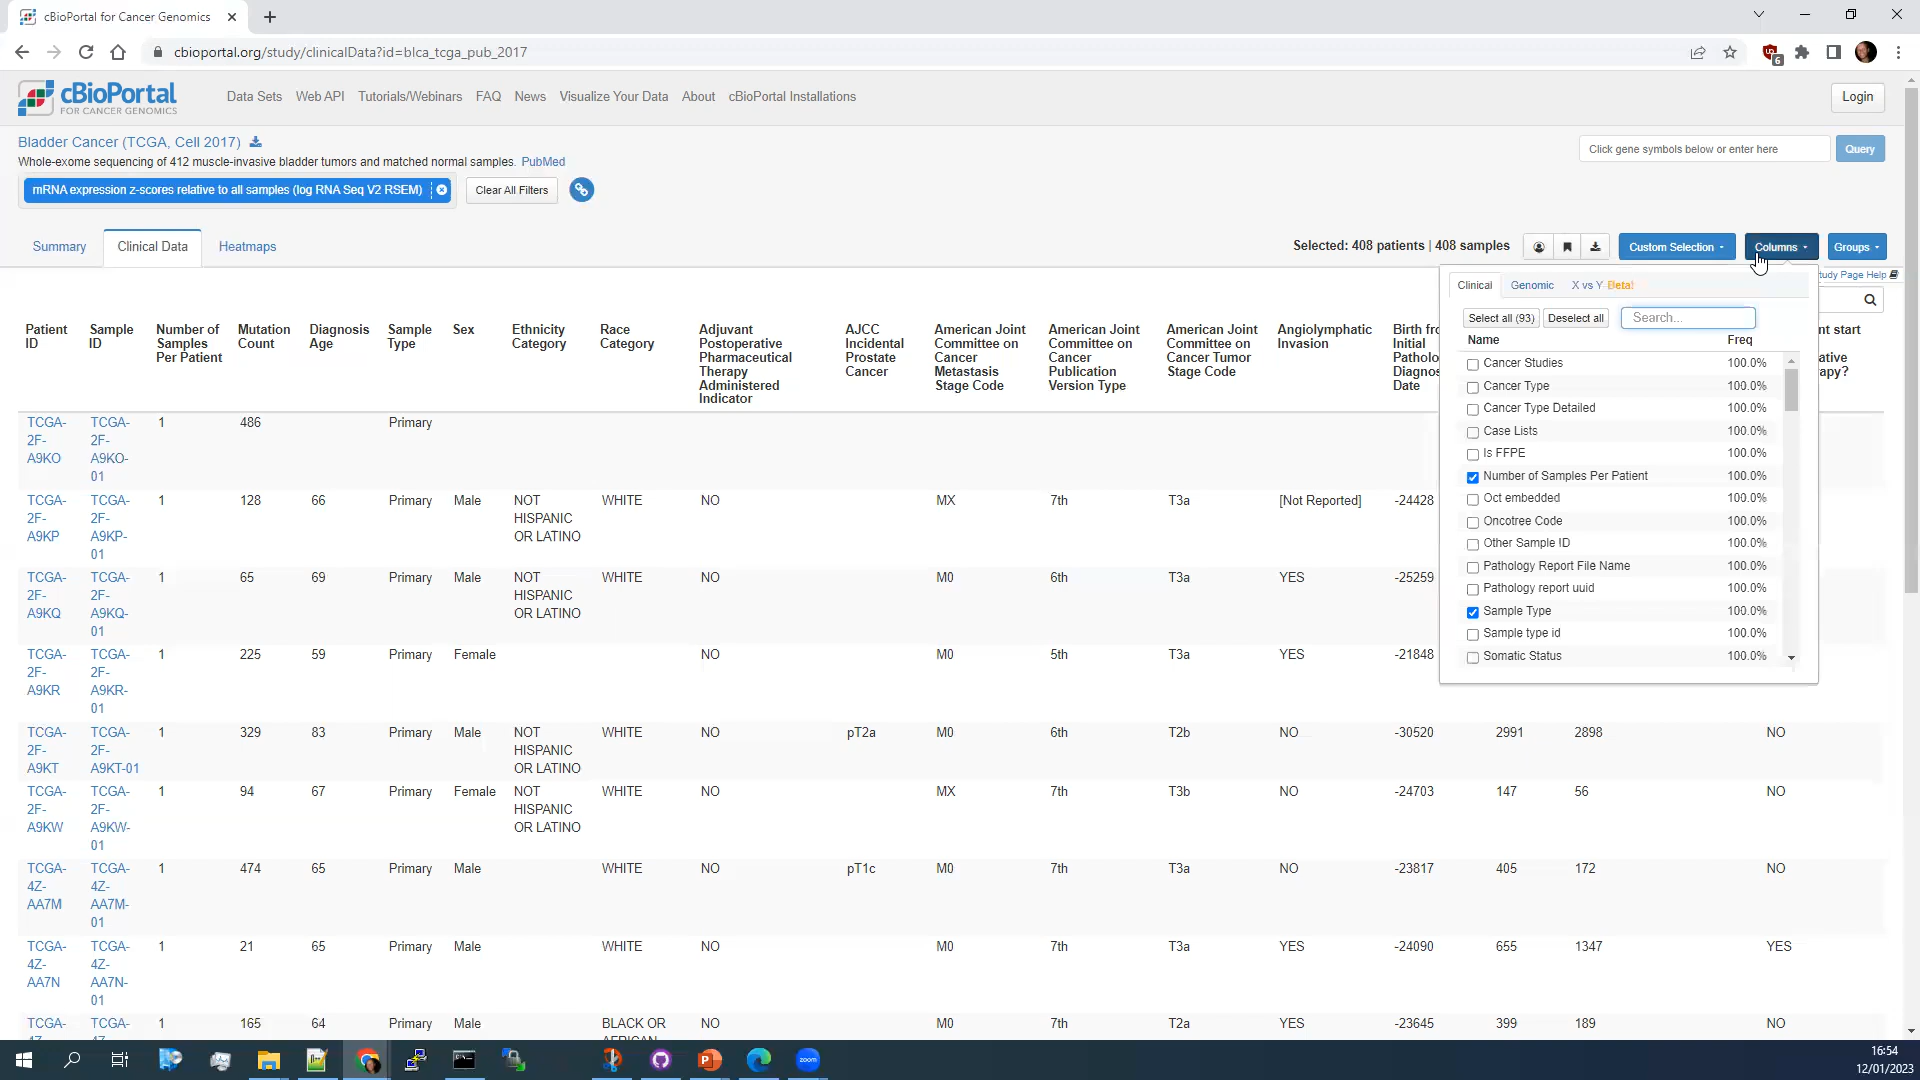 cBioPortal for Cancer Genomics
cbioportal.org/study/clinicalData?id=blca_tcga_pub_2017
6
cBioPortal
FOR CANCER GENOMICS
Data Sets Web API Tutorials/Webinars FAQ News Visualize Your Data About cBioPortal Installations
Login
Bladder Cancer (TCGA, Cell 2017)
Whole-exome sequencing of 412 muscle-invasive bladder tumors and matched normal samples. PubMed
Click gene symbols below or enter here
Query
mRNA expression z-scores relative to all samples (log RNA Seq V2 RSEM)
Clear All Filters
Summary Clinical Data Heatmaps
Selected: 408 patients | 408 samples
Custom Selection Columns Groups
tudy Page Help
Clinical Genomic X vs Y Beta!
Select all (93) Deselect all Search...
Name Freq
Cancer Studies 100.0%
Cancer Type 100.0%
Cancer Type Detailed 100.0%
Case Lists 100.0%
Is FFPE 100.0%
Number of Samples Per Patient 100.0%
Oct embedded 100.0%
Oncotree Code 100.0%
Other Sample ID 100.0%
Pathology Report File Name 100.0%
Pathology report uuid 100.0%
Sample Type 100.0%
Sample type id 100.0%
Somatic Status 100.0%
Patient ID
Sample ID
Number of Samples Per Patient
Mutation Count
Diagnosis Age
Sample Type
Sex
Ethnicity Category
Race Category
Adjuvant Postoperative Pharmaceutical Therapy Administered Indicator
AJCC Incidental Prostate Cancer
American Joint Committee on Cancer Metastasis Stage Code
American Joint Committee on Cancer Publication Version Type
American Joint Committee on Cancer Tumor Stage Code
Angiolymphatic Invasion
Birth fro Initial Patholo Diagnos Date
nt start ative apy?
TCGA-2F-A9KO TCGA-2F-A9KO-01 1 486 Primary
TCGA-2F-A9KP TCGA-2F-A9KP-01 1 128 66 Primary Male NOT HISPANIC OR LATINO WHITE NO MX 7th T3a [Not Reported] -24428
TCGA-2F-A9KQ TCGA-2F-A9KQ-01 1 65 69 Primary Male NOT HISPANIC OR LATINO WHITE NO M0 6th T3a YES -25259
TCGA-2F-A9KR TCGA-2F-A9KR-01 1 225 59 Primary Female NO M0 5th T3a YES -21848
TCGA-2F-A9KT TCGA-2F-A9KT-01 1 329 83 Primary Male NOT HISPANIC OR LATINO WHITE NO pT2a M0 6th T2b NO -30520 2991 2898 NO
TCGA-2F-A9KW TCGA-2F-A9KW-01 1 94 67 Primary Female NOT HISPANIC OR LATINO WHITE NO MX 7th T3b NO -24703 147 56 NO
TCGA-4Z-AA7M TCGA-4Z-AA7M-01 1 474 65 Primary Male WHITE NO pT1c M0 7th T3a NO -23817 405 172 NO
TCGA-4Z-AA7N TCGA-4Z-AA7N-01 1 21 65 Primary Male WHITE NO M0 7th T3a YES -24090 655 1347 YES
TCGA- TCGA- 1 165 64 Primary Male BLACK OR NO M0 7th T2a YES -23645 399 189 NO
zoom
16:54
12/01/2023